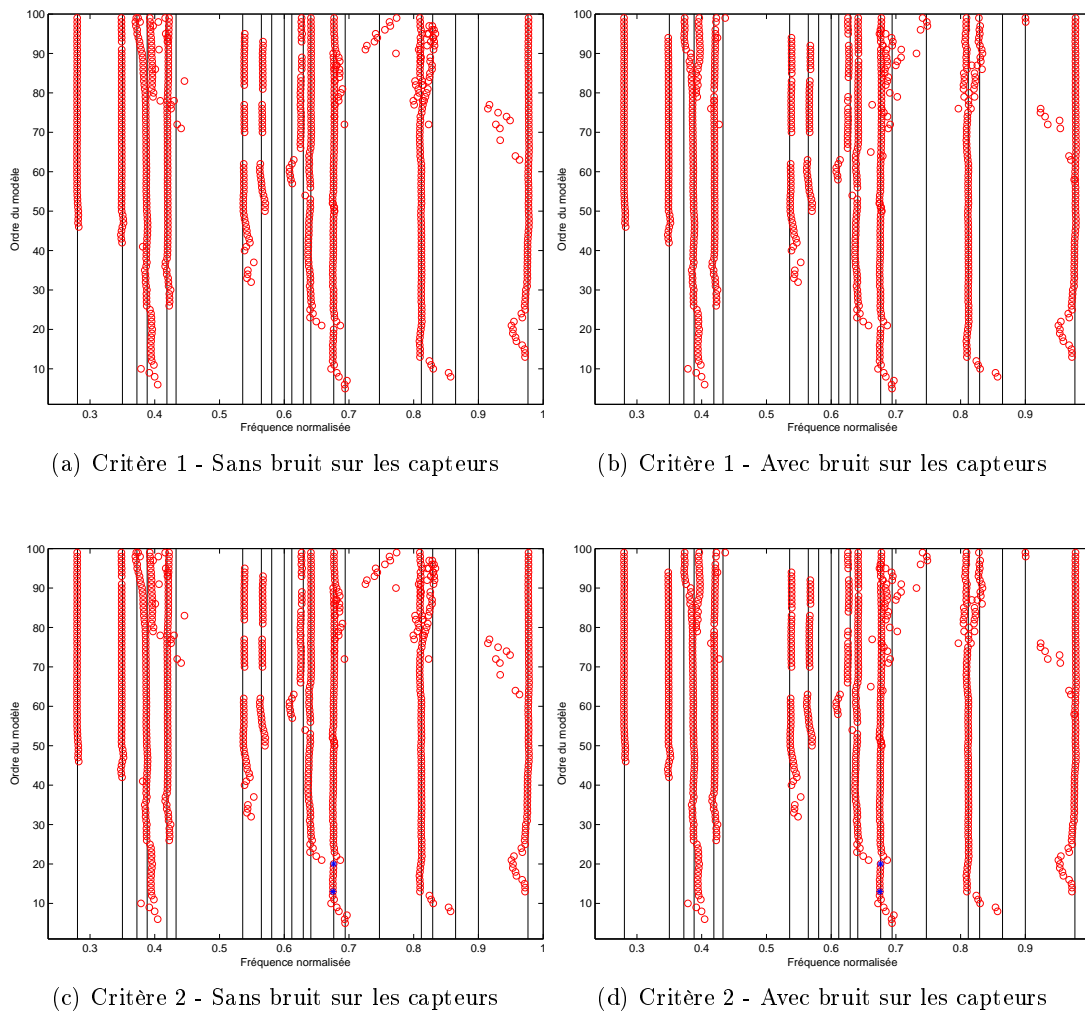 100
90
80
70
60
50
40
30
20
10
Ordre du modèle
0.3 0.4 0.5 0.6 0.7 0.8 0.9 1
Fréquence normalisée
(a) Critère 1 - Sans bruit sur les capteurs
100
90
80
70
60
50
40
30
20
10
Ordre du modèle
0.3 0.4 0.5 0.6 0.7 0.8 0.9
Fréquence normalisée
(b) Critère 1 - Avec bruit sur les capteurs
100
90
80
70
60
50
40
30
20
10
Ordre du modèle
0.3 0.4 0.5 0.6 0.7 0.8 0.9 1
Fréquence normalisée
(c) Critère 2 - Sans bruit sur les capteurs
100
90
80
70
60
50
40
30
20
10
Ordre du modèle
0.3 0.4 0.5 0.6 0.7 0.8 0.9
Fréquence normalisée
(d) Critère 2 - Avec bruit sur les capteurs